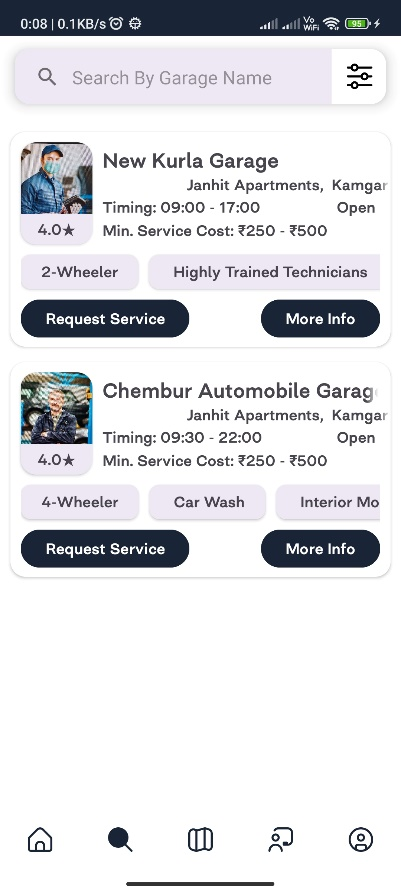 0:08 | 0.1KB/s Vo WiFi 95
Search By Garage Name
New Kurla Garage
Janhit Apartments, Kamgar
Timing: 09:00 - 17:00 Open
4.0★ Min. Service Cost: ₹250 - ₹500
2-Wheeler Highly Trained Technicians
Request Service More Info
Chembur Automobile Garag
Janhit Apartments, Kamgar
Timing: 09:30 - 22:00 Open
4.0★ Min. Service Cost: ₹250 - ₹500
4-Wheeler Car Wash Interior Mo
Request Service More Info